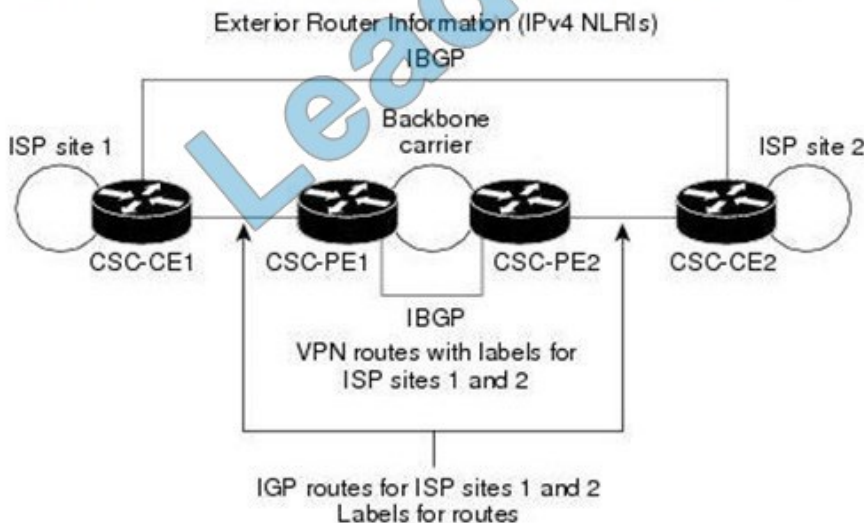 Exterior Router Information (IPv4 NLRIs)
IBGP
ISP site 1
Backbone
carrier
ISP site 2
CSC-CE1
CSC-PE1
CSC-PE2
CSC-CE2
IBGP
VPN routes with labels for
ISP sites 1 and 2
IGP routes for ISP sites 1 and 2
Labels for routes
Lead